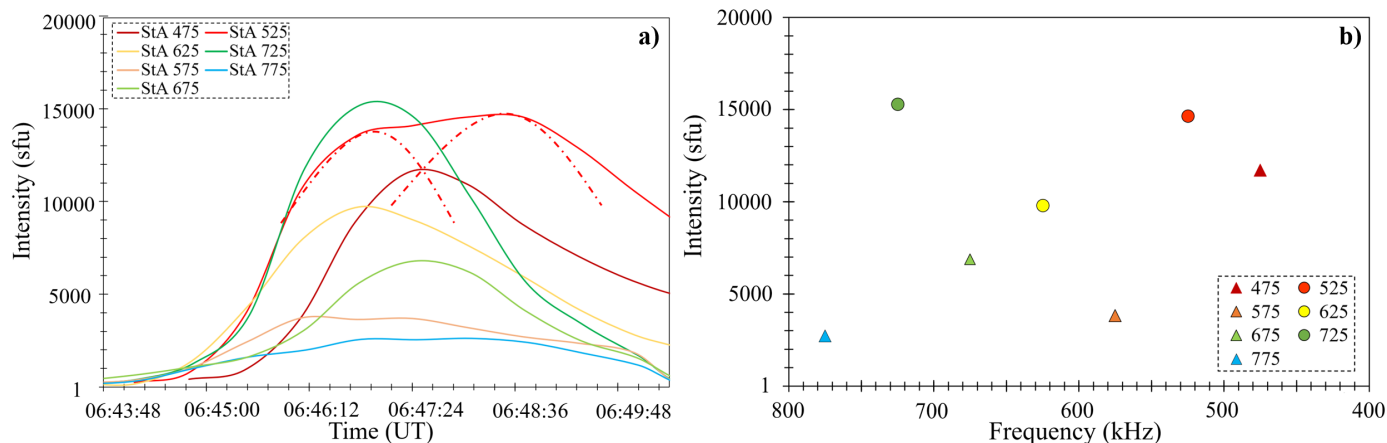 a)
Intensity (sfu)
20000
15000
10000
5000
1
StA 475 StA 525
StA 625 StA 725
StA 575 StA 775
StA 675
06:43:48 06:45:00 06:46:12 06:47:24 06:48:36 06:49:48
Time (UT)
b)
Intensity (sfu)
20000
15000
10000
5000
1
475 525
575 625
675 725
775
800 700 600 500 400
Frequency (kHz)